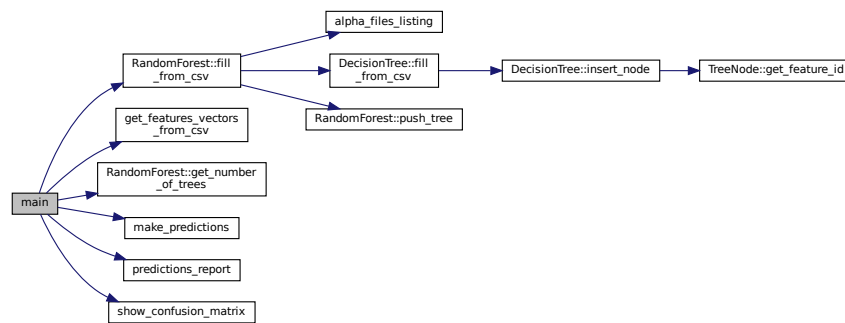 main
RandomForest::fill
_from_csv
get_features_vectors
_from_csv
RandomForest::get_number
_of_trees
make_predictions
predictions_report
show_confusion_matrix
alpha_files_listing
DecisionTree::fill
_from_csv
RandomForest::push_tree
DecisionTree::insert_node
TreeNode::get_feature_id